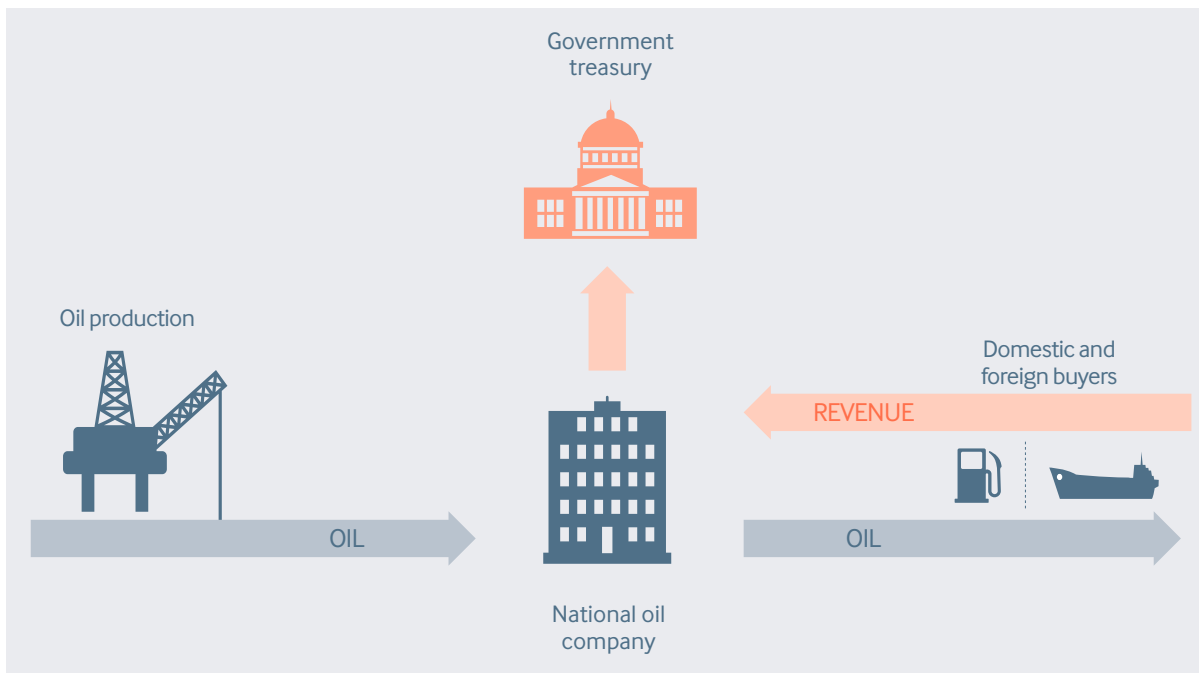 Government
treasury
Oil production
Domestic and
foreign buyers
REVENUE
OIL
OIL
National oil
company